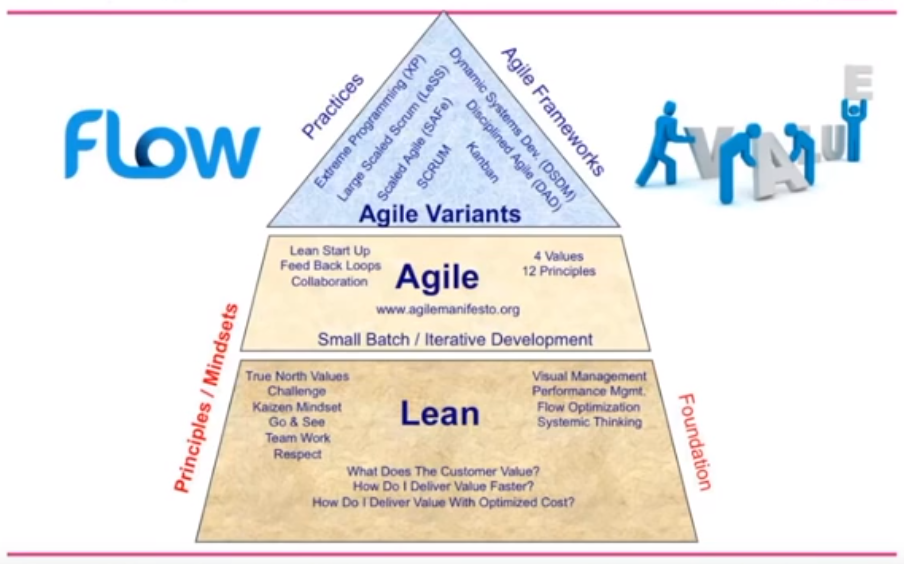 FLOW
VALUE
Practices
Agile Frameworks
Extreme Programming (XP)
Large Scaled Scrum (LeSS)
Scaled Agile (SAFe)
SCRUM
Kanban
Disciplined Agile (DAD)
Dynamic Systems Dev. (DSDM)
Agile Variants
Lean Start Up
Feed Back Loops
Collaboration
Agile
4 Values
12 Principles
www.agilemanifesto.org
Small Batch / Iterative Development
Principles / Mindsets
True North Values
Challenge
Kaizen Mindset
Go & See
Team Work
Respect
Lean
Visual Management
Performance Mgmt.
Flow Optimization
Systemic Thinking
Foundation
What Does The Customer Value?
How Do I Deliver Value Faster?
How Do I Deliver Value With Optimized Cost?